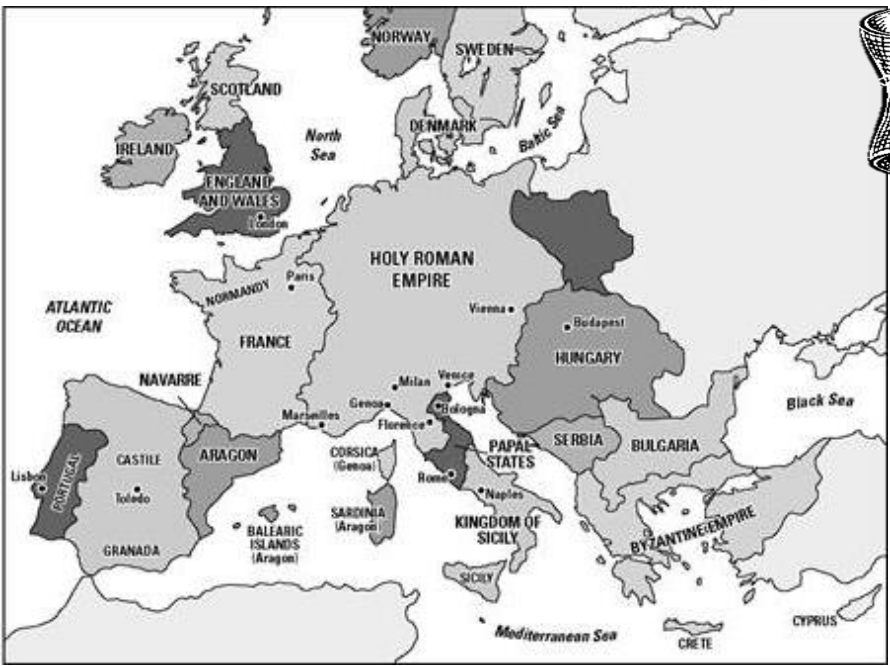 NORWAY
SWEDEN
SCOTLAND
North
Sea
DENMARK
Baltic Sea
IRELAND
ENGLAND
AND WALES
London
HOLY ROMAN
EMPIRE
Paris
NORMANDY
ATLANTIC
OCEAN
Vienna
Budapest
FRANCE
HUNGARY
NAVARRE
Milan
Venice
Genoa
Bologna
Black Sea
Marseilles
Florence
ARAGON
CORSICA
(Genoa)
PAPAL
STATES
SERBIA
BULGARIA
CASTILE
Lisbon
PORTUGAL
Toledo
Rome
Naples
SARDINIA
(Aragon)
BALEARIC
ISLANDS
(Aragon)
KINGDOM OF
SICILY
BYZANTINE EMPIRE
GRANADA
SICILY
CYPRUS
Mediterranean Sea
CRETE